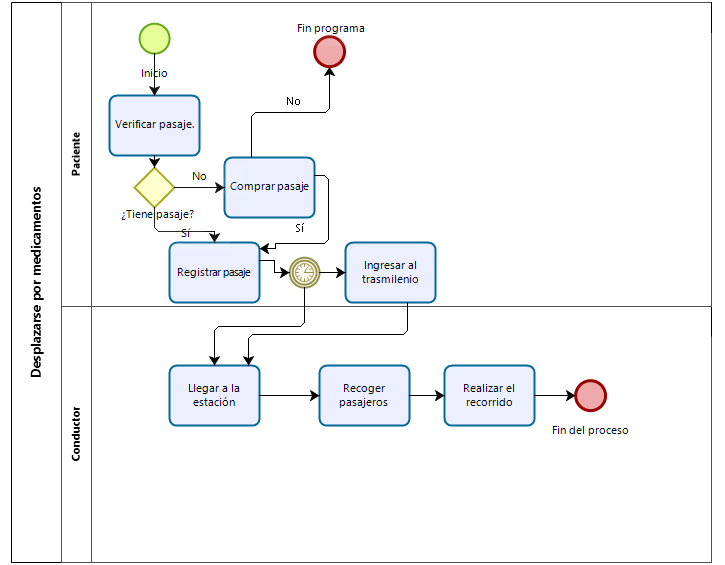 Desplazarse por medicamentos
Paciente
Fin programa
Inicio
No
Verificar pasaje.
No
Comprar pasaje
¿Tiene pasaje?
Sí
Sí
Registrar pasaje
Ingresar al
trasmilenio
Conductor
Llegar a la
estación
Recoger
pasajeros
Realizar el
recorrido
Fin del proceso